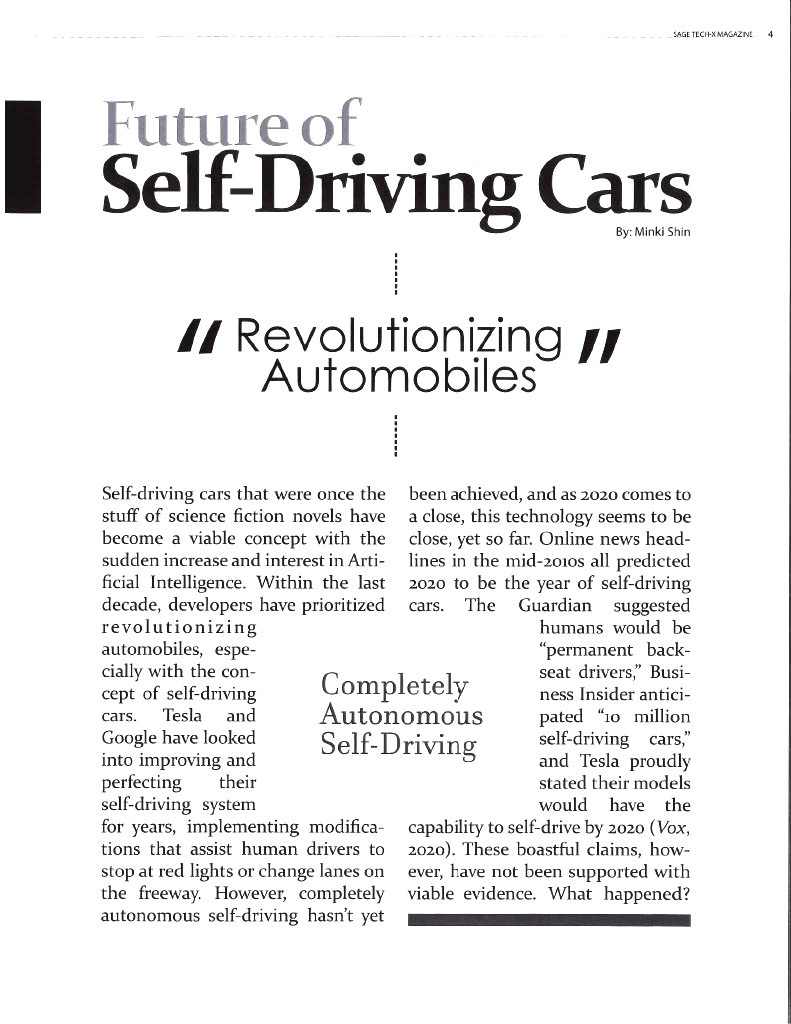 SAGE TECH-X MAGAZINE 4
Future of
Self-Driving Cars
By: Minki Shin
" Revolutionizing "
Automobiles
Self-driving cars that were once the
stuff of science fiction novels have
become a viable concept with the
sudden increase and interest in Arti-
ficial Intelligence. Within the last
decade, developers have prioritized
revolutionizing
automobiles, espe-
cially with the con-
cept of self-driving
cars. Tesla and
Google have looked
into improving and
perfecting their
self-driving system
for years, implementing modifica-
tions that assist human drivers to
stop at red lights or change lanes on
the freeway. However, completely
autonomous self-driving hasn't yet
Completely
Autonomous
Self-Driving
been achieved, and as 2020 comes to
a close, this technology seems to be
close, yet so far. Online news head-
lines in the mid-2010s all predicted
2020 to be the year of self-driving
cars. The Guardian suggested
humans would be
“permanent back-
seat drivers,” Busi-
ness Insider antici-
pated “10 million
self-driving cars,”
and Tesla proudly
stated their models
would have the
capability to self-drive by 2020 (Vox,
2020). These boastful claims, how-
ever, have not been supported with
viable evidence. What happened?